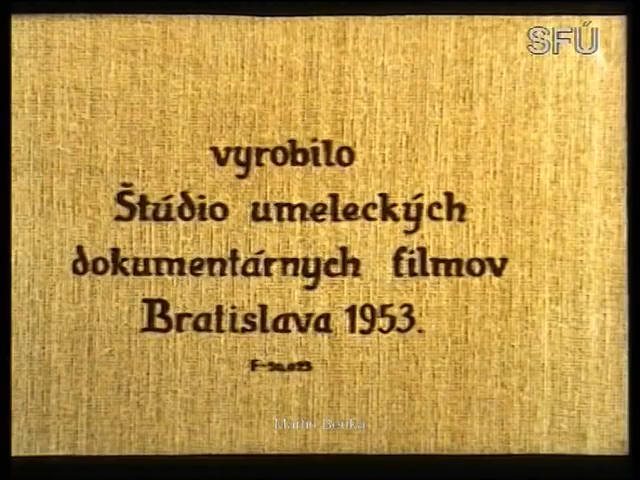 SFÚ
vyrobilo
Štúdio umeleckých
dokumentárnych filmov
Bratislava 1953.
Martin Benka